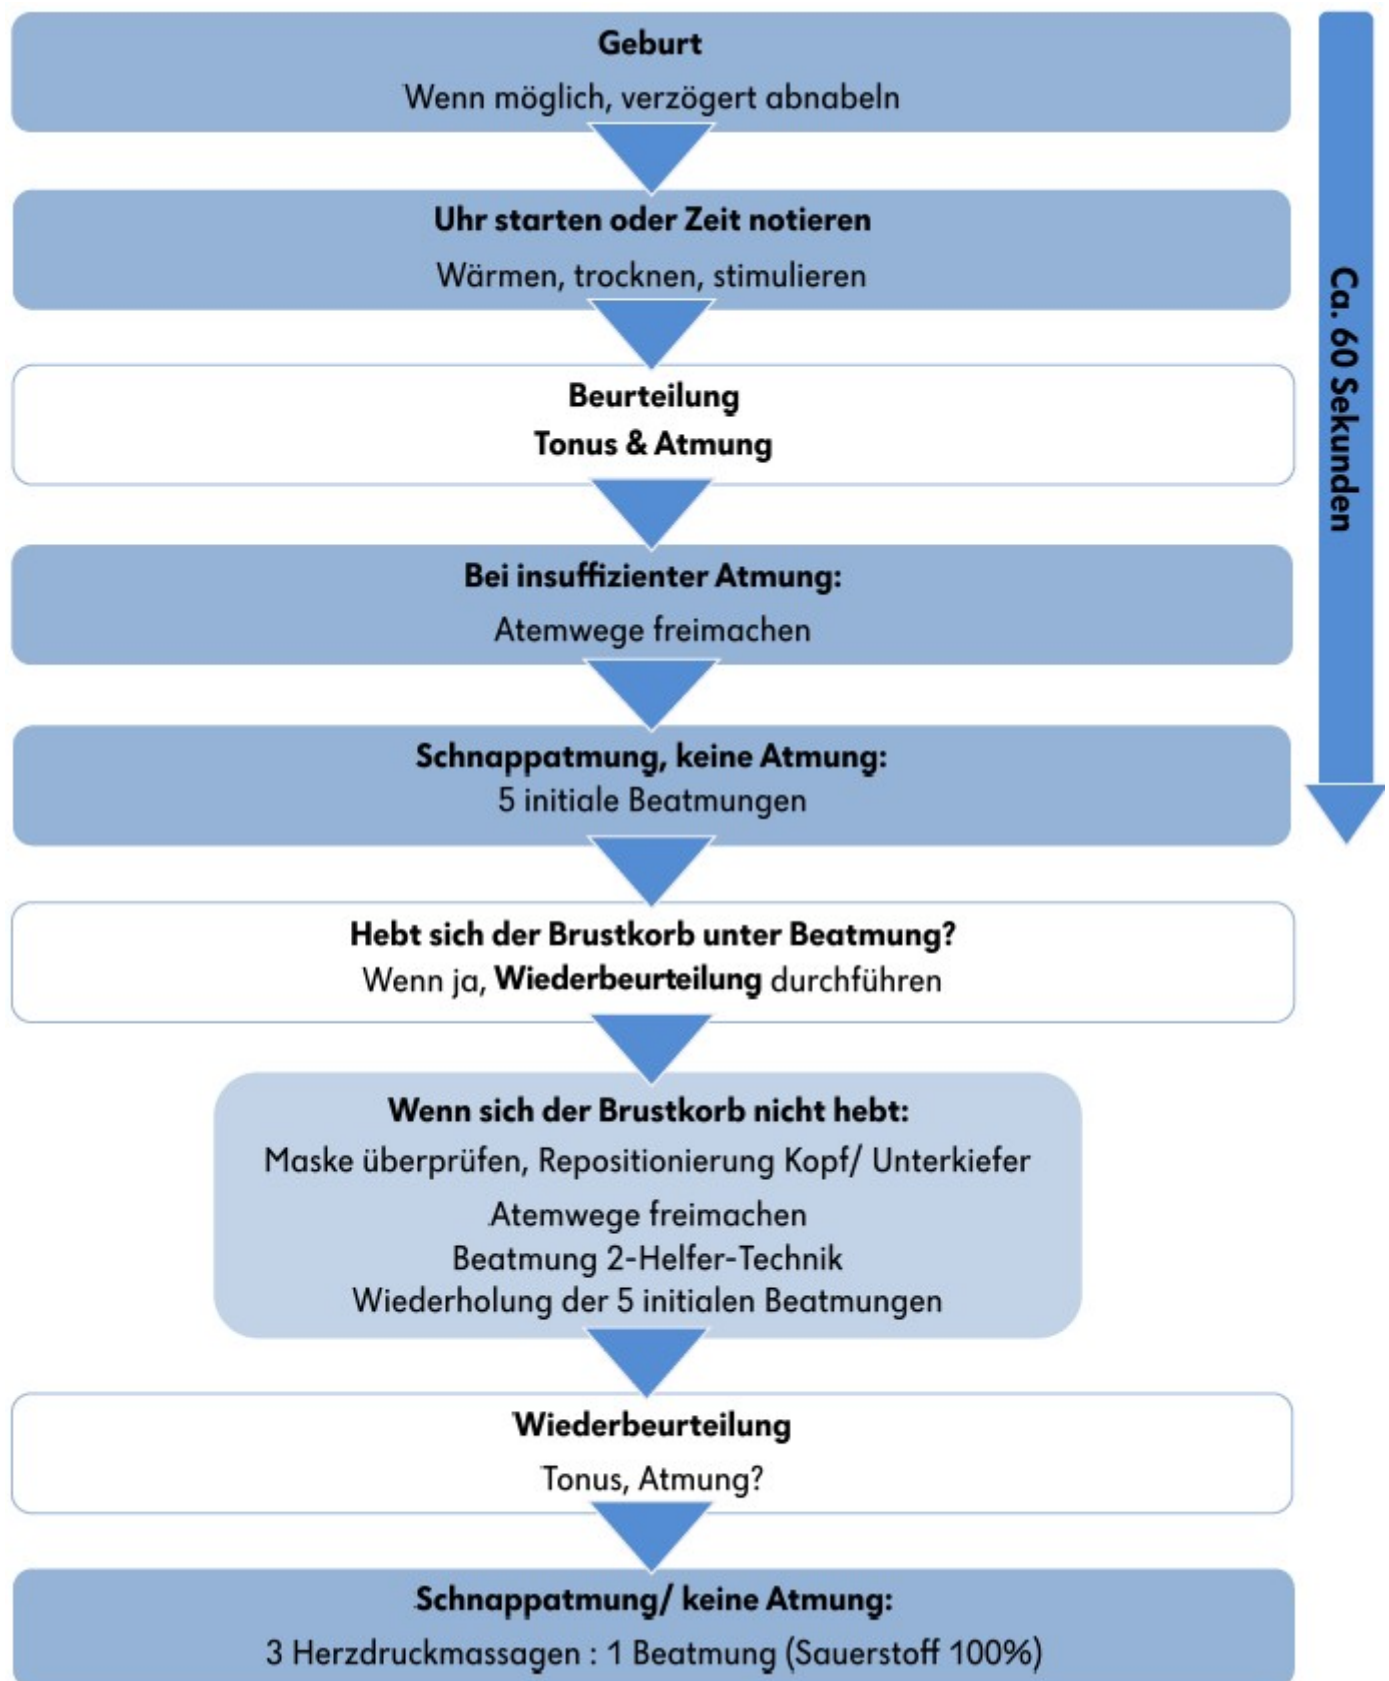 Geburt
Wenn möglich, verzögert abnabeln
Uhr starten oder Zeit notieren
Wärmen, trocknen, stimulieren
Beurteilung
Tonus & Atmung
Bei insuffizienter Atmung:
Atemwege freimachen
Schnappatmung, keine Atmung:
5 initiale Beatmungen
Ca. 60 Sekunden
Hebt sich der Brustkorb unter Beatmung?
Wenn ja, Wiederbeurteilung durchführen
Wenn sich der Brustkorb nicht hebt:
Maske überprüfen, Repositionierung Kopf/ Unterkiefer
Atemwege freimachen
Beatmung 2-Helfer-Technik
Wiederholung der 5 initialen Beatmungen
Wiederbeurteilung
Tonus, Atmung?
Schnappatmung/ keine Atmung:
3 Herzdruckmassagen : 1 Beatmung (Sauerstoff 100%)